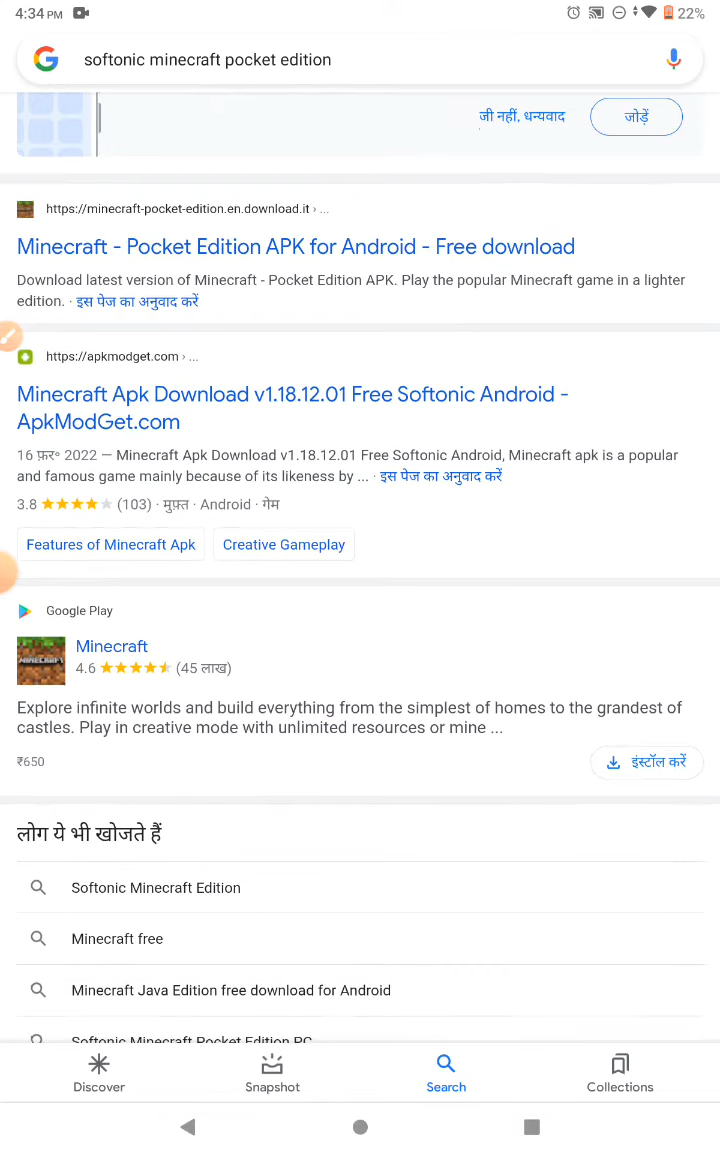 4:34 PM
22%
softonic minecraft pocket edition
जी नहीं, धन्यवाद
जोड़ें
https://minecraft-pocket-edition.en.download.it › ...
Minecraft - Pocket Edition APK for Android - Free download
Download latest version of Minecraft - Pocket Edition APK. Play the popular Minecraft game in a lighter
edition. · इस पेज का अनुवाद करें
https://apkmodget.com › ...
Minecraft Apk Download v1.18.12.01 Free Softonic Android -
ApkModGet.com
16 फ़र॰ 2022 — Minecraft Apk Download v1.18.12.01 Free Softonic Android, Minecraft apk is a popular
and famous game mainly because of its likeness by ... · इस पेज का अनुवाद करें
3.8 ★★★★★ (103) · मुफ़्त · Android · गेम
Features of Minecraft Apk
Creative Gameplay
Google Play
MINECRAFT
Minecraft
4.6 ★★★★★ (45 लाख)
Explore infinite worlds and build everything from the simplest of homes to the grandest of
castles. Play in creative mode with unlimited resources or mine ...
₹650
इंस्टॉल करें
लोग ये भी खोजते हैं
Softonic Minecraft Edition
Minecraft free
Minecraft Java Edition free download for Android
Softonic Minecraft Pocket Edition PC
Discover
Snapshot
Search
Collections